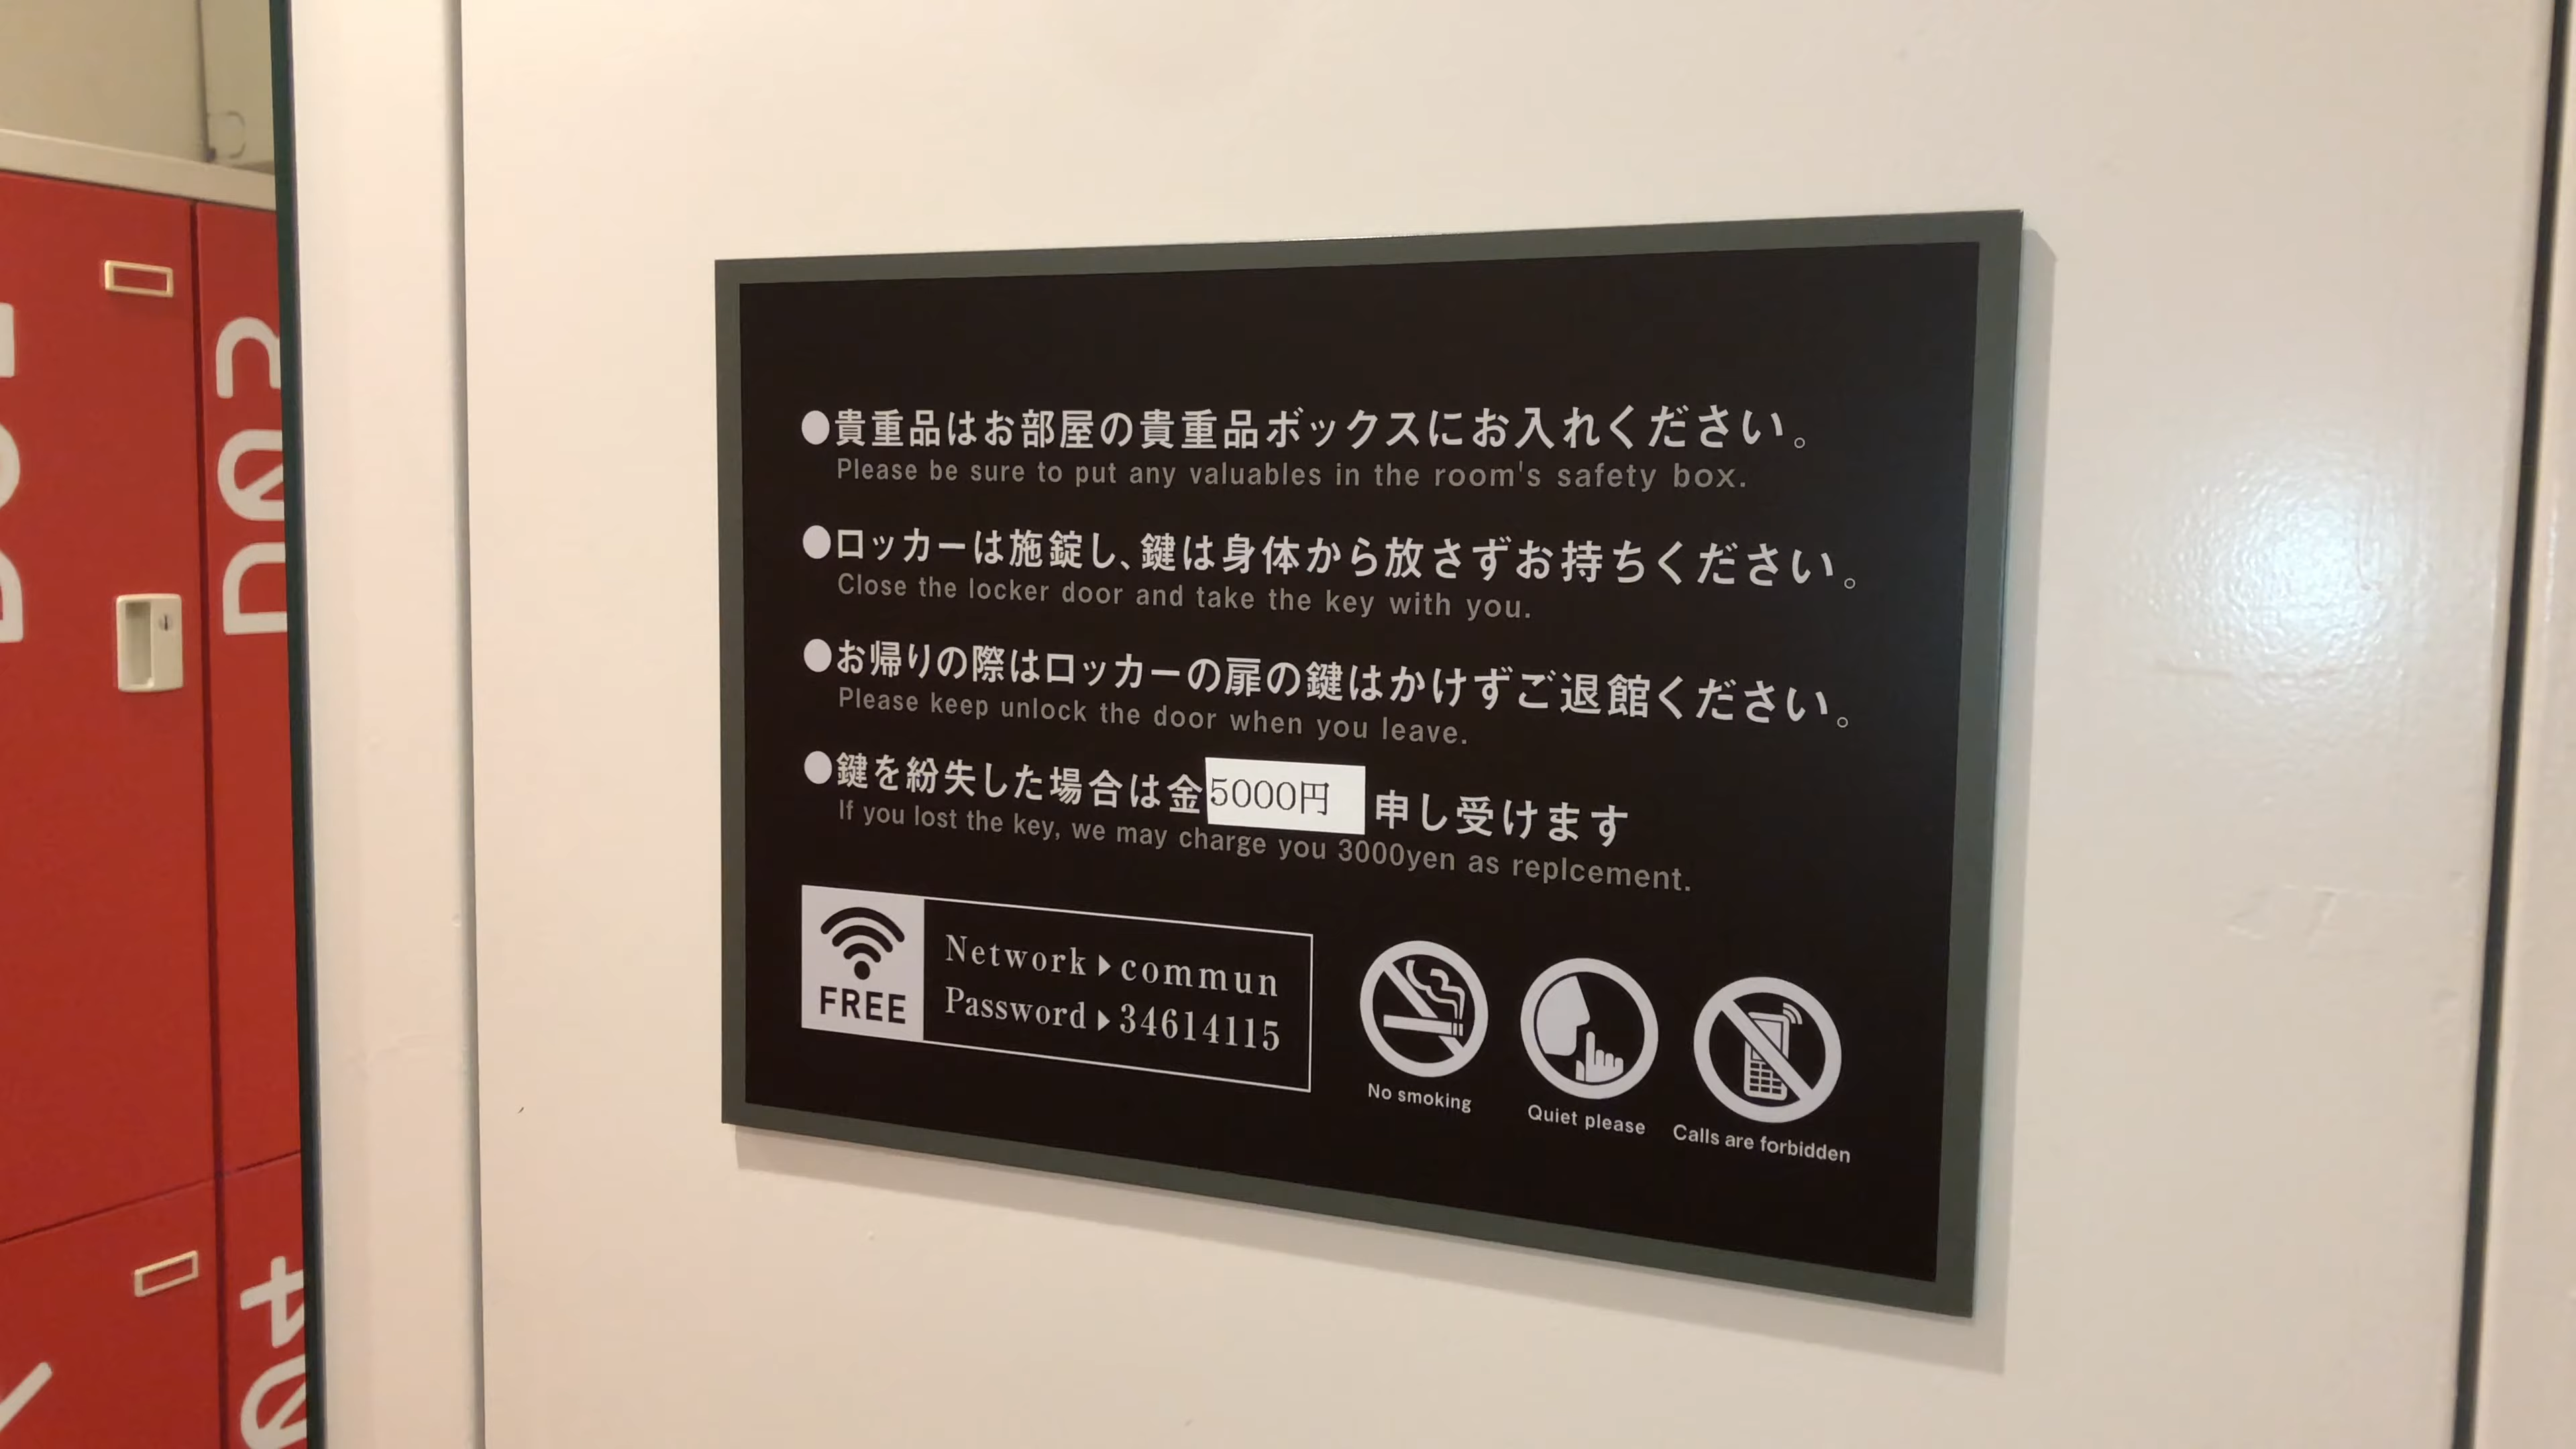 ●貴重品はお部屋の貴重品ボックスにお入れください。
Please be sure to put any valuables in the room's safety box.
●ロッカーは施錠し、鍵は身体から放さずお持ちください。
Close the locker door and take the key with you.
●お帰りの際はロッカーの扉の鍵はかけずご退館ください。
Please keep unlock the door when you leave.
●鍵を紛失した場合は金5000円 申し受けます
If you lost the key, we may charge you 3000yen as replcement.
FREE
Network▶commun
Password▶34614115
No smoking
Quiet please
Calls are forbidden
D03